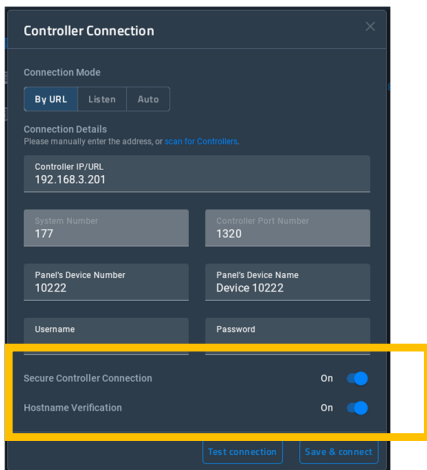 Controller Connection
Connection Mode
By URL Listen Auto
Connection Details
Please manually enter the address, or scan for Controllers.
Controller IP/URL
192.168.3.201
System Number Controller Port Number
177 1320
Panel's Device Number Panel's Device Name
10222 Device 10222
Username Password
Secure Controller Connection On
Hostname Verification On
Test connection Save & connect